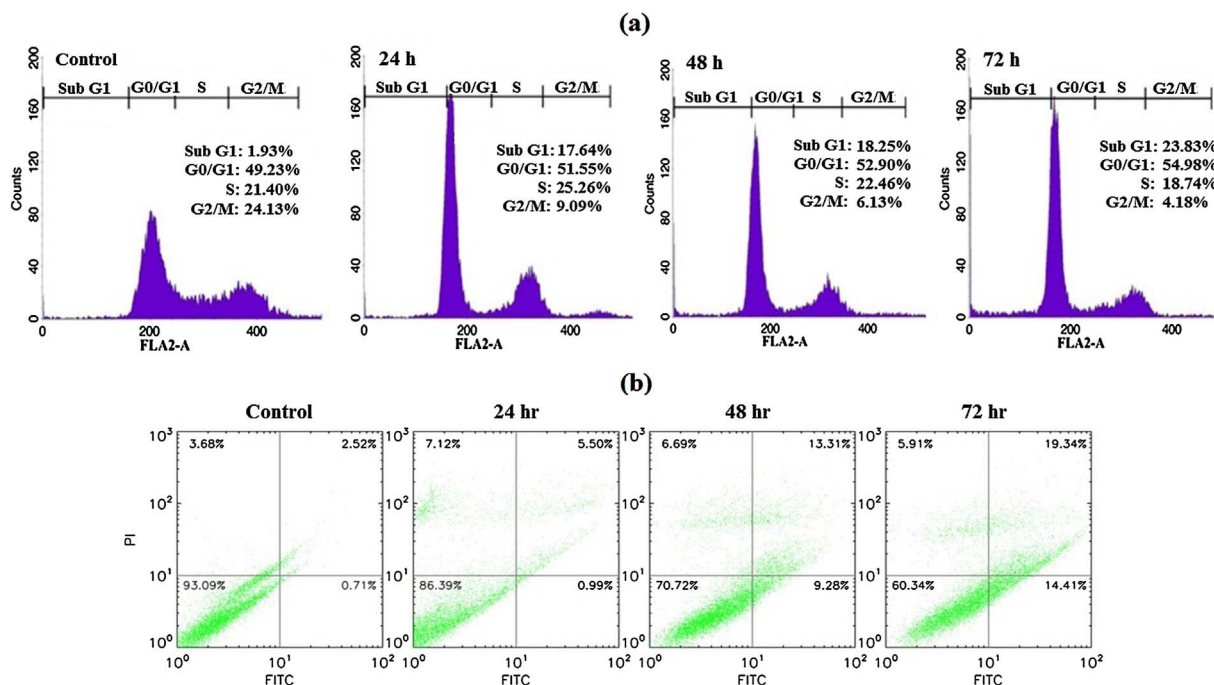 (a)
Control
Sub G1 G0/G1 S G2/M
Sub G1: 1.93%
G0/G1: 49.23%
S: 21.40%
G2/M: 24.13%
Counts
0 40 80 120 160 200
0 200 400
FLA2-A
24 h
Sub G1 G0/G1 S G2/M
Sub G1: 17.64%
G0/G1: 51.55%
S: 25.26%
G2/M: 9.09%
Counts
0 40 80 120 160 200
0 200 400
FLA2-A
48 h
Sub G1 G0/G1 S G2/M
Sub G1: 18.25%
G0/G1: 52.90%
S: 22.46%
G2/M: 6.13%
Counts
0 40 80 120 160 200
0 200 400
FLA2-A
72 h
Sub G1 G0/G1 S G2/M
Sub G1: 23.83%
G0/G1: 54.98%
S: 18.74%
G2/M: 4.18%
Counts
0 40 80 120 160 200
0 200 400
FLA2-A
(b)
Control
10³
3.68% 2.52%
10²
PI
10¹
93.09% 0.71%
10⁰
10⁰ 10¹ 10²
FITC
24 hr
10³
7.12% 5.50%
10²
10¹
86.39% 0.99%
10⁰
10⁰ 10¹ 10²
FITC
48 hr
10³
6.69% 13.31%
10²
10¹
70.72% 9.28%
10⁰
10⁰ 10¹ 10²
FITC
72 hr
10³
5.91% 19.34%
10²
10¹
60.34% 14.41%
10⁰
10⁰ 10¹ 10²
FITC